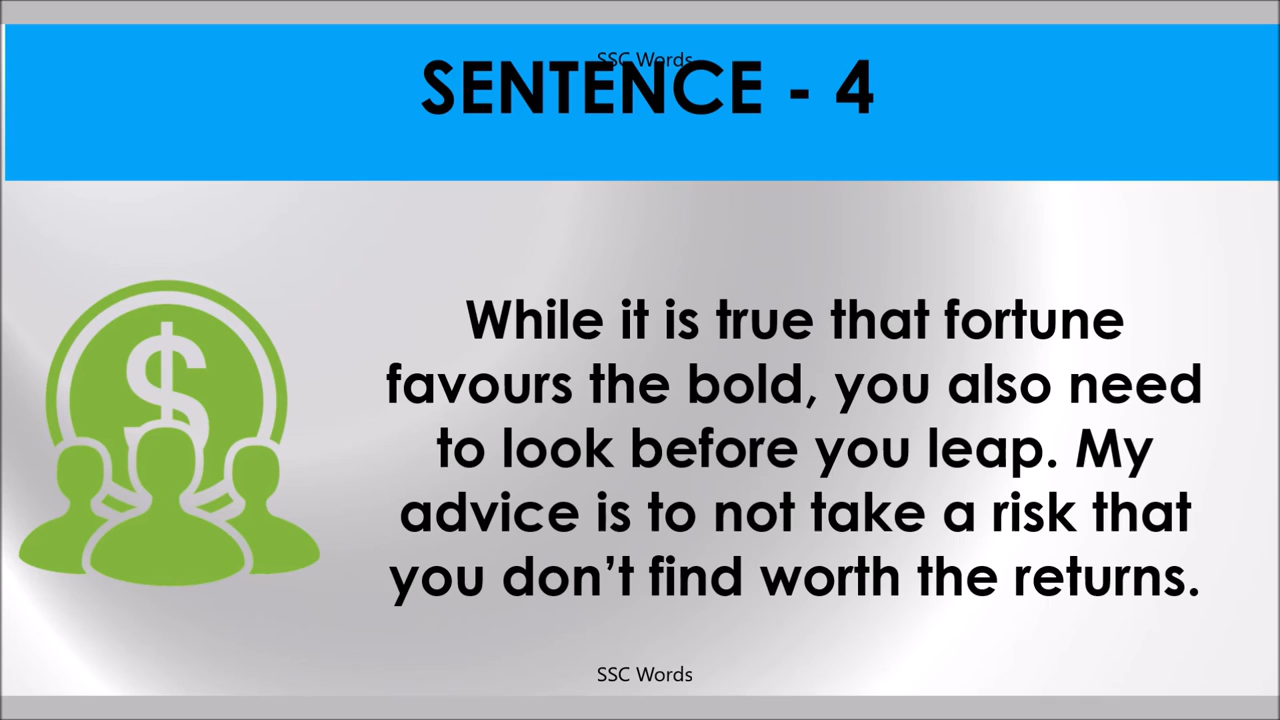 SSC Words
SENTENCE - 4
While it is true that fortune
favours the bold, you also need
to look before you leap. My
advice is to not take a risk that
you don’t find worth the returns.
SSC Words